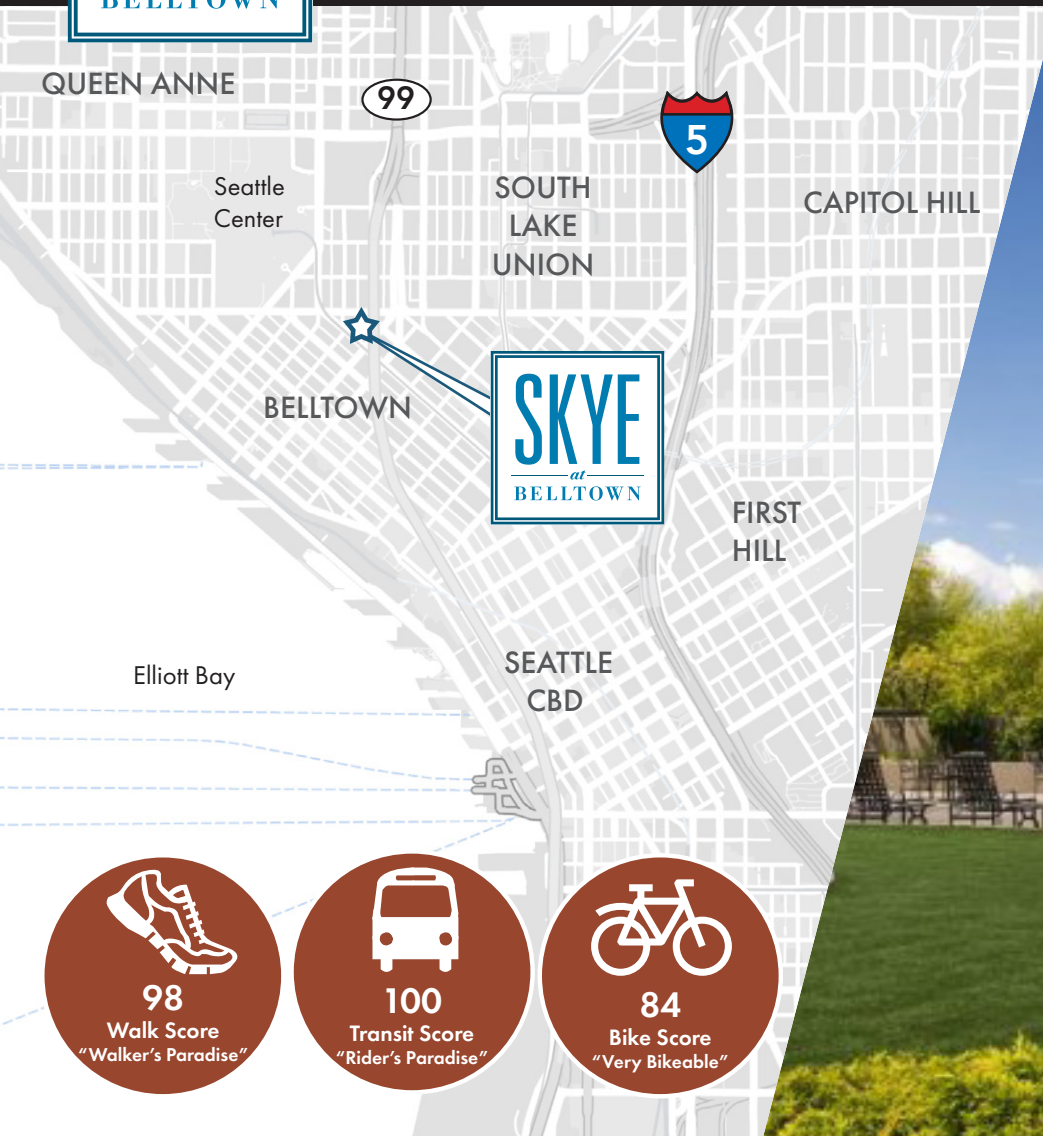 BELLTOWN
QUEEN ANNE
99
5
Seattle
Center
SOUTH
LAKE
UNION
CAPITOL HILL
BELLTOWN
SKYE
at
BELLTOWN
FIRST
HILL
Elliott Bay
SEATTLE
CBD
98
Walk Score
“Walker’s Paradise”
100
Transit Score
“Rider’s Paradise”
84
Bike Score
“Very Bikeable”